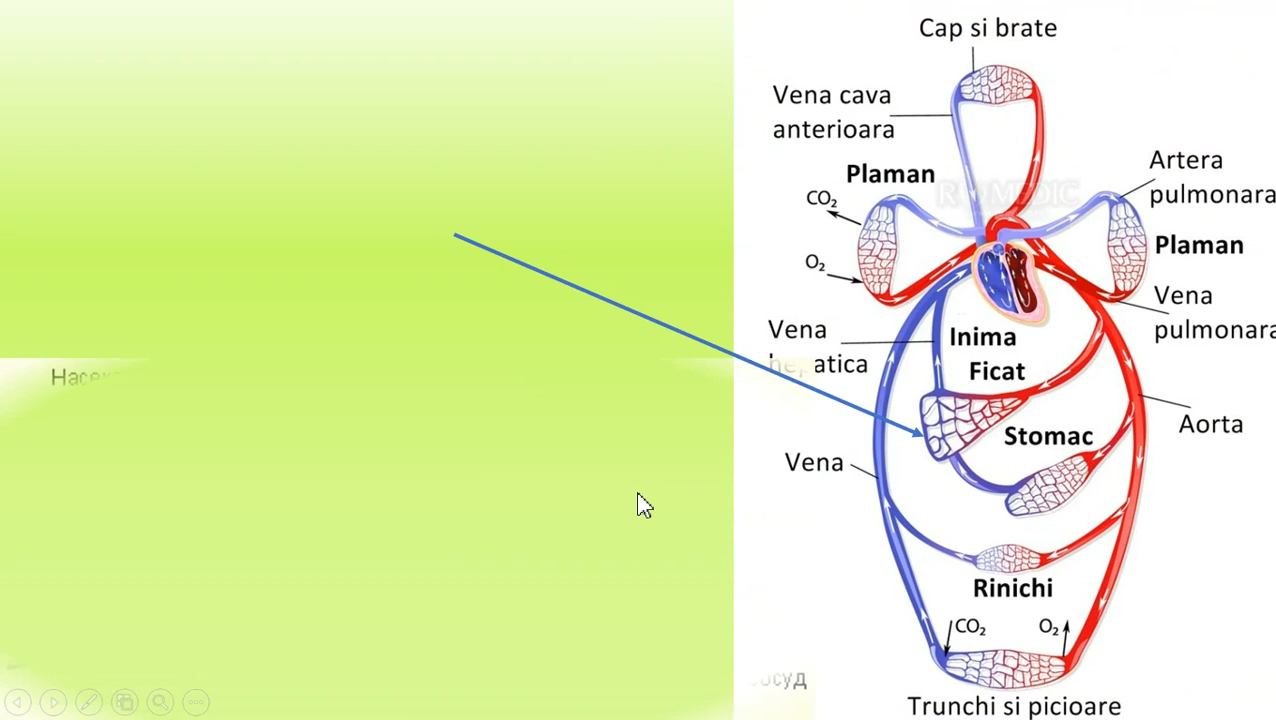 Cap si brate
Vena cava
anterioara
Plaman
Artera
pulmonara
CO₂
Plaman
O₂
Vena
pulmonara
Vena
Inima
Ficat
Aorta
Stomac
Vena
Rinichi
CO₂
O₂
Trunchi si picioare